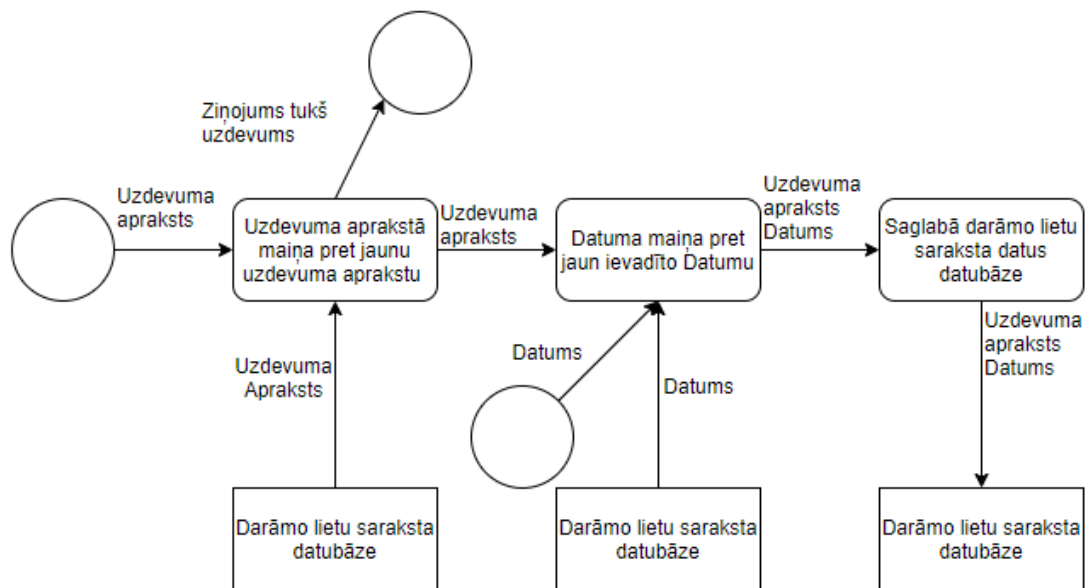 Ziņojums tukš
uzdevums
Uzdevuma
apraksts
Uzdevuma aprakstā
maiņa pret jaunu
uzdevuma aprakstu
Uzdevuma
apraksts
Datuma maiņa pret
jaun ievadīto Datumu
Uzdevuma
apraksts
Datums
Saglabā darāmo lietu
saraksta datus
datubāze
Uzdevuma
Apraksts
Datums
Datums
Uzdevuma
apraksts
Datums
Darāmo lietu saraksta
datubāze
Darāmo lietu saraksta
datubāze
Darāmo lietu saraksta
datubāze